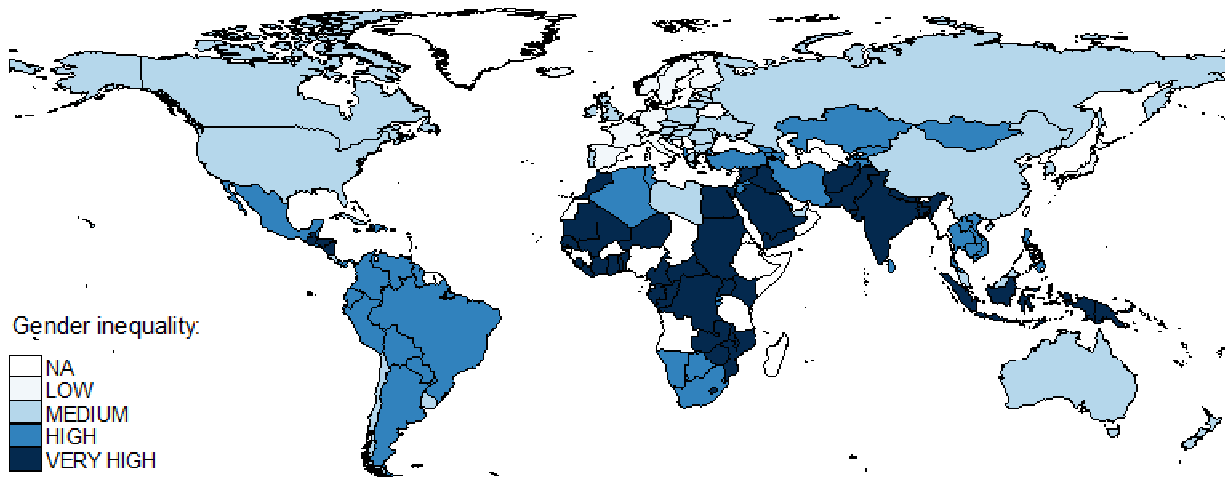 Gender inequality:
NA
LOW
MEDIUM
HIGH
VERY HIGH